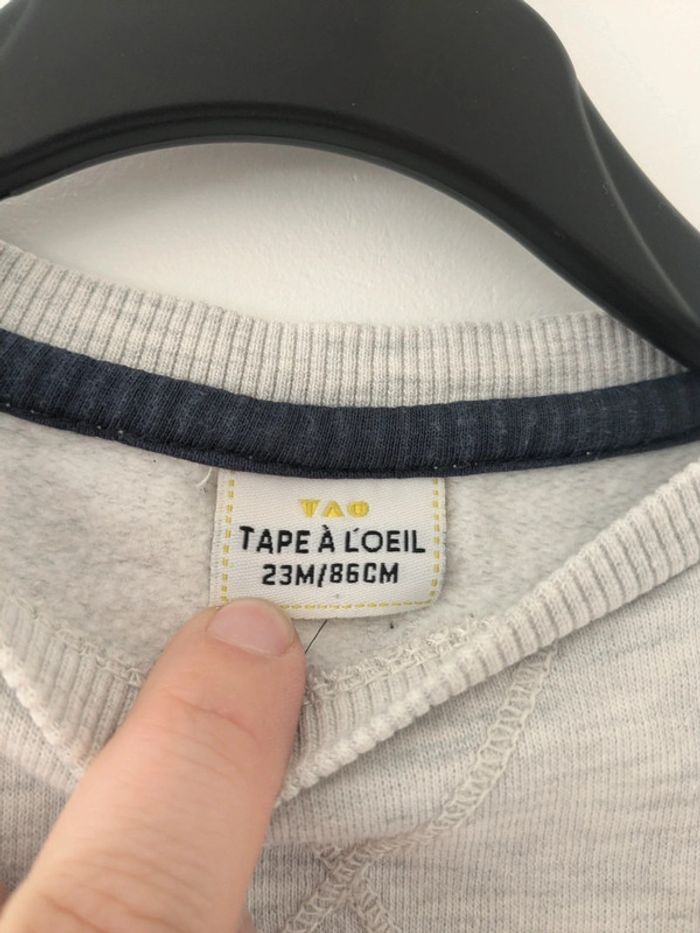 TAO
TAPE À L'OEIL
23M/86CM